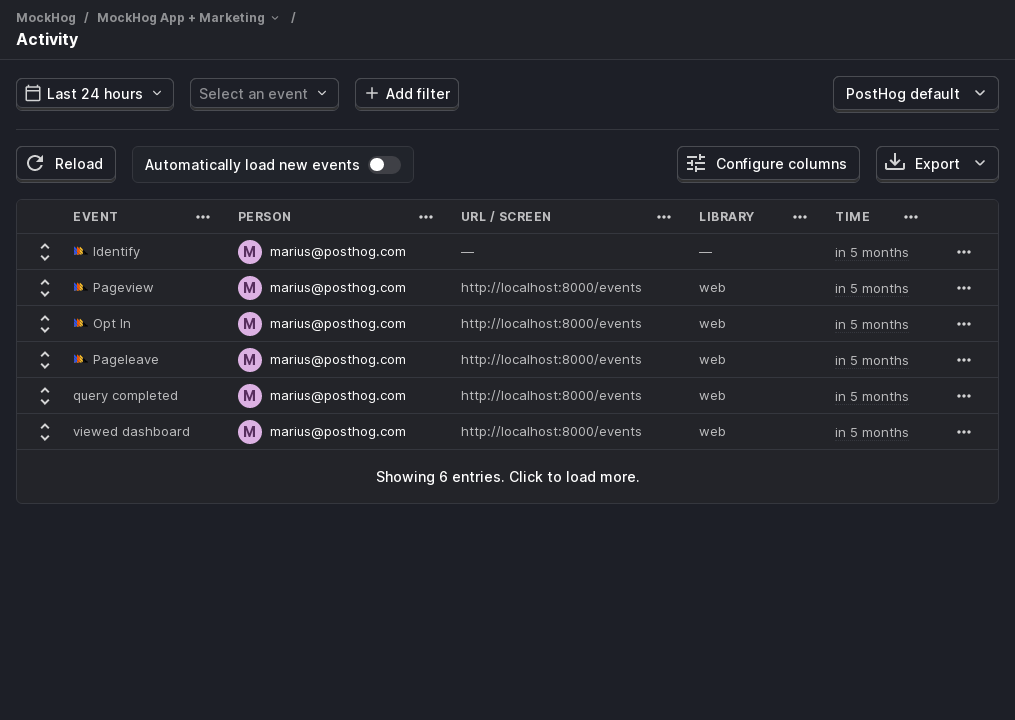 MockHog / MockHog App + Marketing /
Activity
Last 24 hours Select an event Add filter PostHog default
Reload Automatically load new events Configure columns Export
EVENT PERSON URL / SCREEN LIBRARY TIME
Identify M marius@posthog.com — — in 5 months
Pageview M marius@posthog.com http://localhost:8000/events web in 5 months
Opt In M marius@posthog.com http://localhost:8000/events web in 5 months
Pageleave M marius@posthog.com http://localhost:8000/events web in 5 months
query completed M marius@posthog.com http://localhost:8000/events web in 5 months
viewed dashboard M marius@posthog.com http://localhost:8000/events web in 5 months
Showing 6 entries. Click to load more.